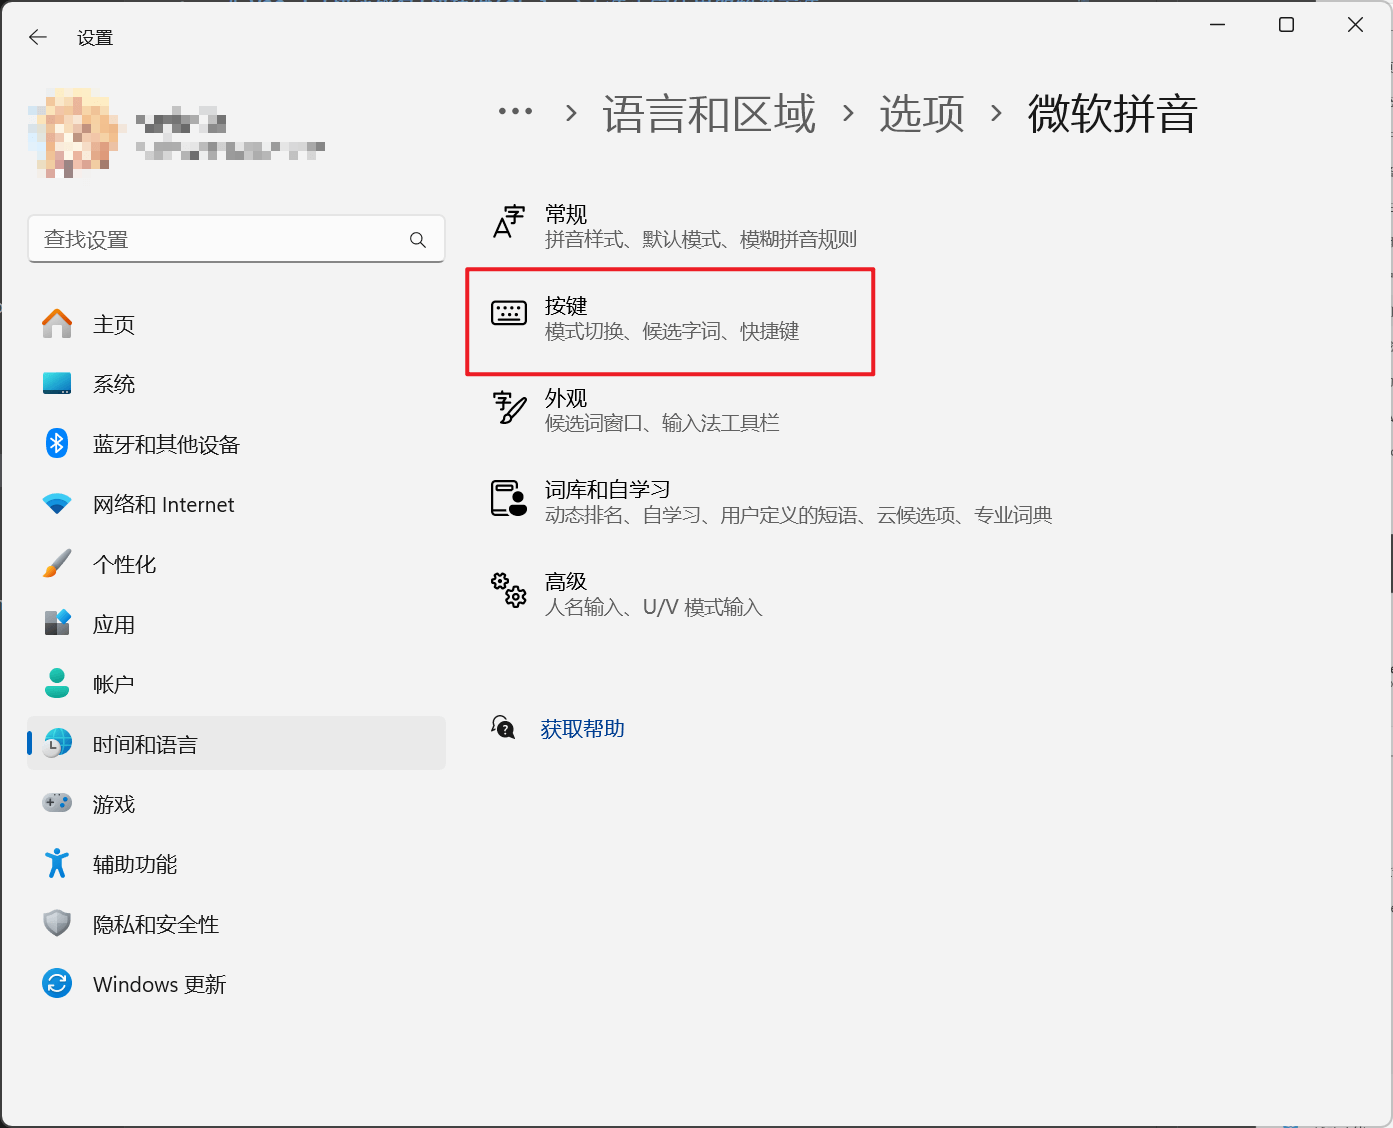 设置
··· › 语言和区域 › 选项 › 微软拼音
查找设置
主页
系统
蓝牙和其他设备
网络和 Internet
个性化
应用
帐户
时间和语言
游戏
辅助功能
隐私和安全性
Windows 更新
常规
拼音样式、默认模式、模糊拼音规则
按键
模式切换、候选字词、快捷键
外观
候选词窗口、输入法工具栏
词库和自学习
动态排名、自学习、用户定义的短语、云候选项、专业词典
高级
人名输入、U/V 模式输入
获取帮助